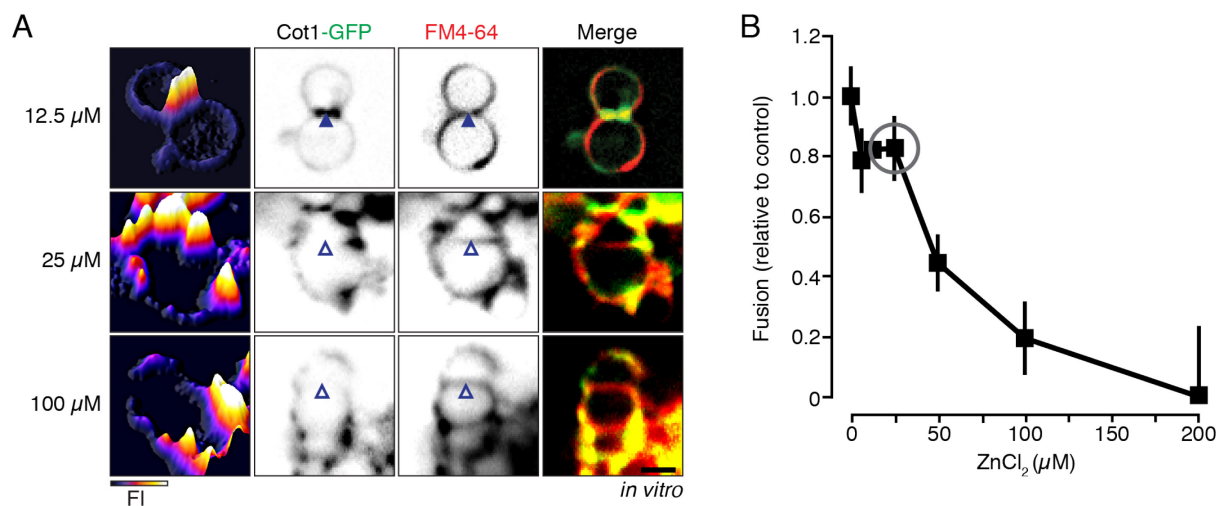 A
Cot1-GFP
FM4-64
Merge
12.5 µM
25 µM
100 µM
FI
in vitro
B
Fusion (relative to control)
1.2
1.0
0.8
0.6
0.4
0.2
0
0
50
100
150
200
ZnCl2 (µM)